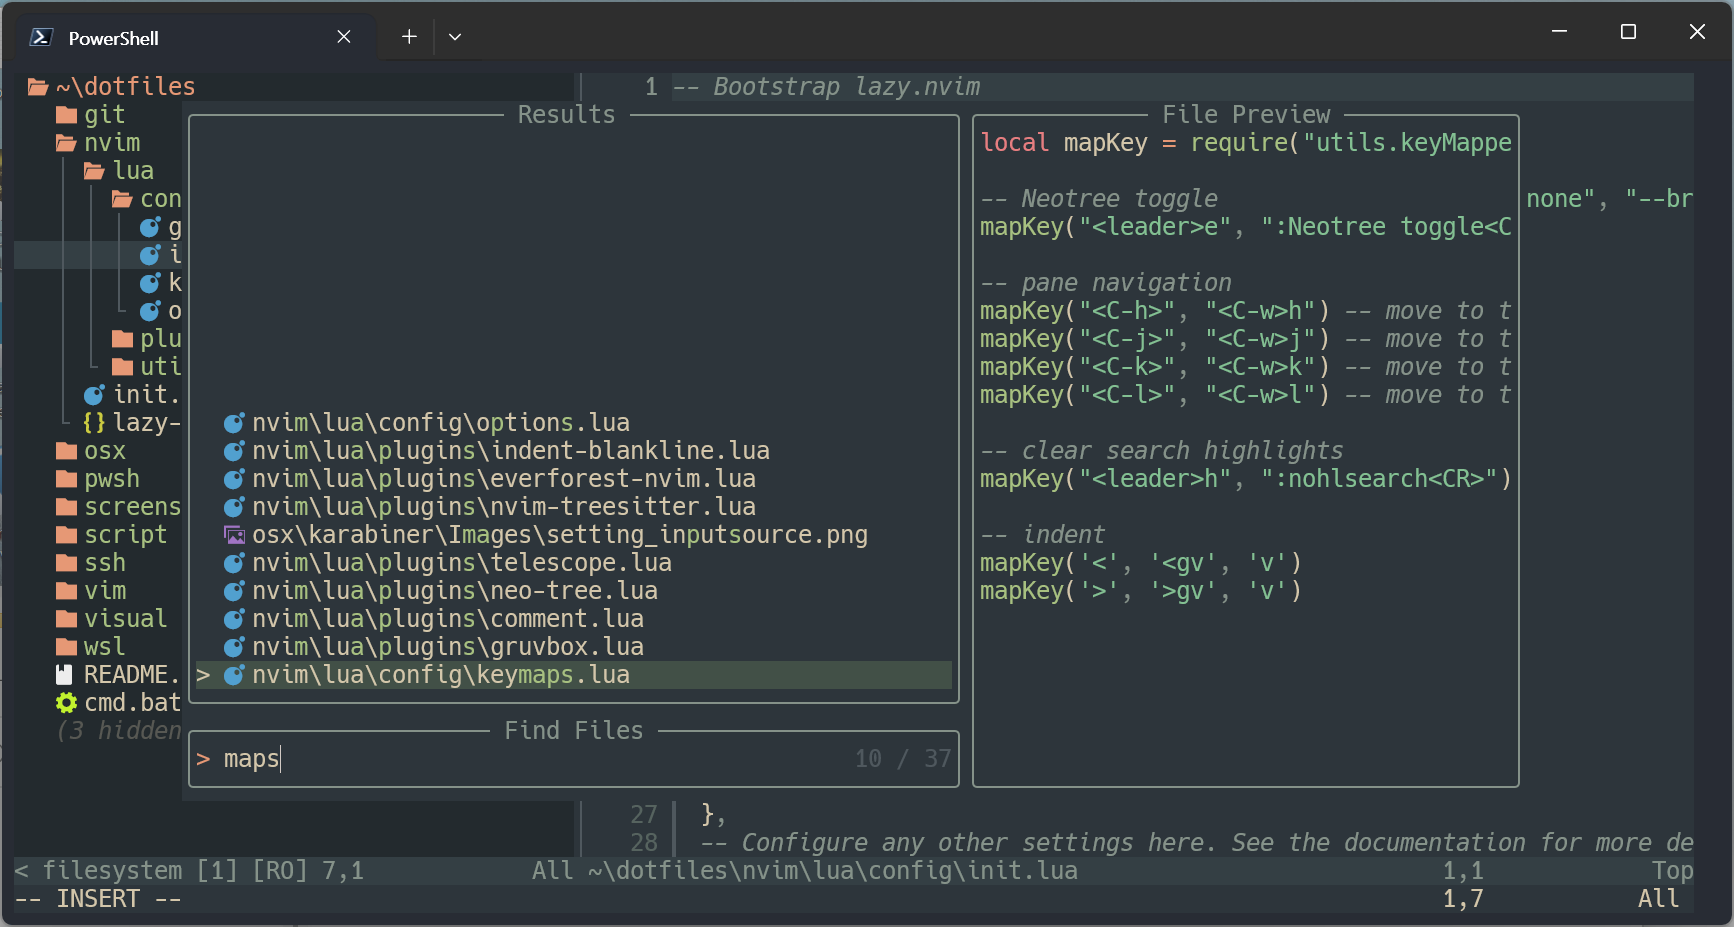 PowerShell
~\dotfiles
git
nvim
lua
con
g
i
k
o
plu
uti
init.
{} lazy-
osx
pwsh
screens
script
ssh
vim
visual
wsl
README.
cmd.bat
(3 hidden
1 -- Bootstrap lazy.nvim
none", "--br
Results
nvim\lua\config\options.lua
nvim\lua\plugins\indent-blankline.lua
nvim\lua\plugins\everforest-nvim.lua
nvim\lua\plugins\nvim-treesitter.lua
osx\karabiner\Images\setting_inputsource.png
nvim\lua\plugins\telescope.lua
nvim\lua\plugins\neo-tree.lua
nvim\lua\plugins\comment.lua
nvim\lua\plugins\gruvbox.lua
> nvim\lua\config\keymaps.lua
Find Files
> maps 10 / 37
File Preview
local mapKey = require("utils.keyMappe
-- Neotree toggle
mapKey("<leader>e", ":Neotree toggle<C
-- pane navigation
mapKey("<C-h>", "<C-w>h") -- move to t
mapKey("<C-j>", "<C-w>j") -- move to t
mapKey("<C-k>", "<C-w>k") -- move to t
mapKey("<C-l>", "<C-w>l") -- move to t
-- clear search highlights
mapKey("<leader>h", ":nohlsearch<CR>")
-- indent
mapKey('<', '<gv', 'v')
mapKey('>', '>gv', 'v')
27 },
28 -- Configure any other settings here. See the documentation for more de
< filesystem [1] [RO] 7,1 All ~\dotfiles\nvim\lua\config\init.lua 1,1 Top
-- INSERT -- 1,7 All